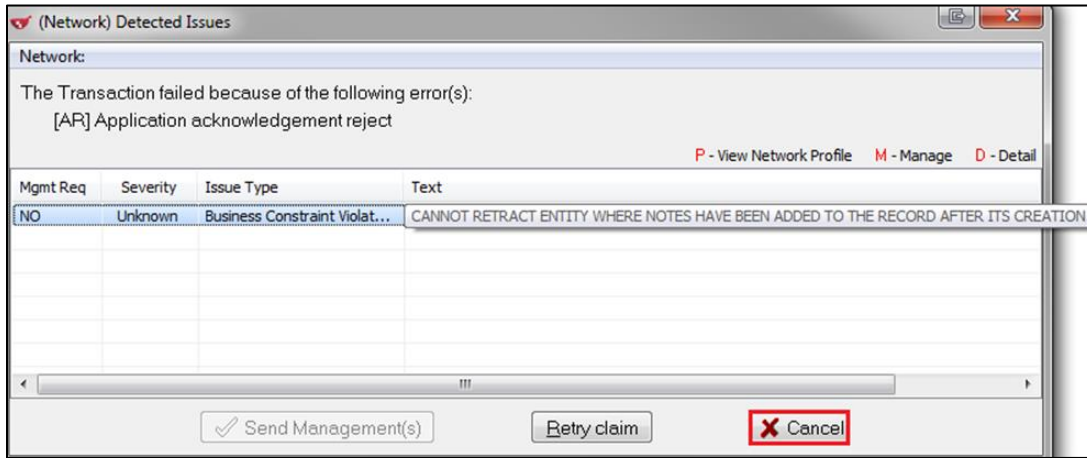 (Network) Detected Issues
Network:
The Transaction failed because of the following error(s):
[AR] Application acknowledgement reject
P - View Network Profile M - Manage D - Detail
Mgmt Req Severity Issue Type Text
NO Unknown Business Constraint Violat... CANNOT RETRACT ENTITY WHERE NOTES HAVE BEEN ADDED TO THE RECORD AFTER ITS CREATION
Send Management(s) Retry claim Cancel